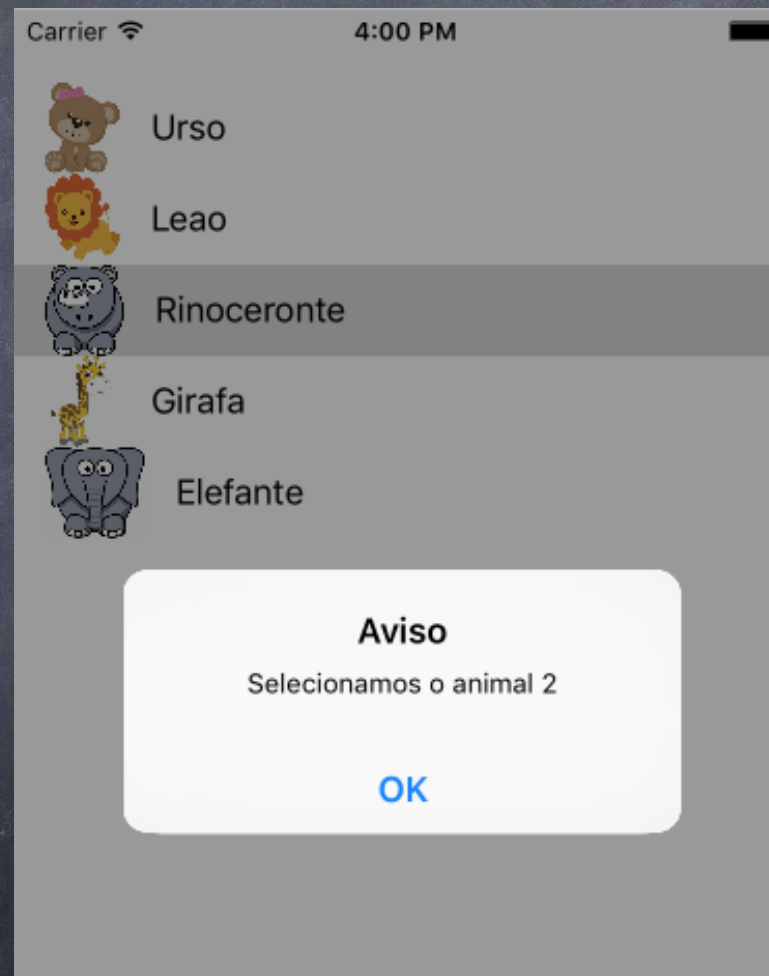 Carrier 4:00 PM
Urso
Leao
Rinoceronte
Girafa
Elefante
Aviso
Selecionamos o animal 2
OK